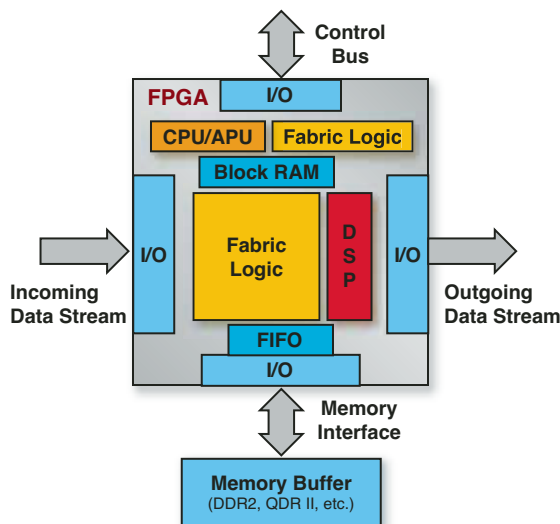 Control
Bus
FPGA
I/O
CPU/APU
Fabric Logic
Block RAM
I/O
Fabric
Logic
D
S
P
I/O
Incoming
Data Stream
Outgoing
Data Stream
FIFO
I/O
Memory
Interface
Memory Buffer
(DDR2, QDR II, etc.)